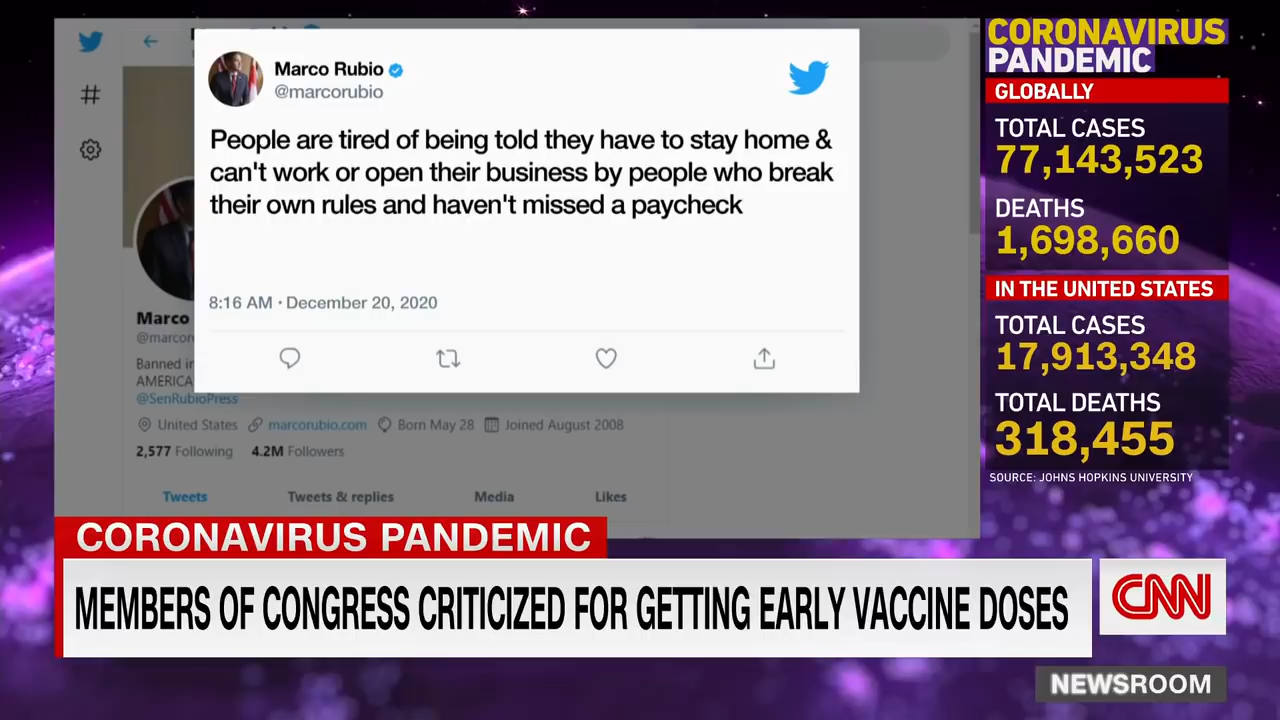 Marco Rubio
@marcorubio
People are tired of being told they have to stay home &
can't work or open their business by people who break
their own rules and haven't missed a paycheck
8:16 AM · December 20, 2020
Marco
@marcor
Banned in
AMERICA
@SenRubioPress
United States marcorubio.com Born May 28 Joined August 2008
2,577 Following 4.2M Followers
Tweets Tweets & replies Media Likes
CORONAVIRUS
PANDEMIC
GLOBALLY
TOTAL CASES
77,143,523
DEATHS
1,698,660
IN THE UNITED STATES
TOTAL CASES
17,913,348
TOTAL DEATHS
318,455
SOURCE: JOHNS HOPKINS UNIVERSITY
CORONAVIRUS PANDEMIC
MEMBERS OF CONGRESS CRITICIZED FOR GETTING EARLY VACCINE DOSES
CNN
NEWSROOM